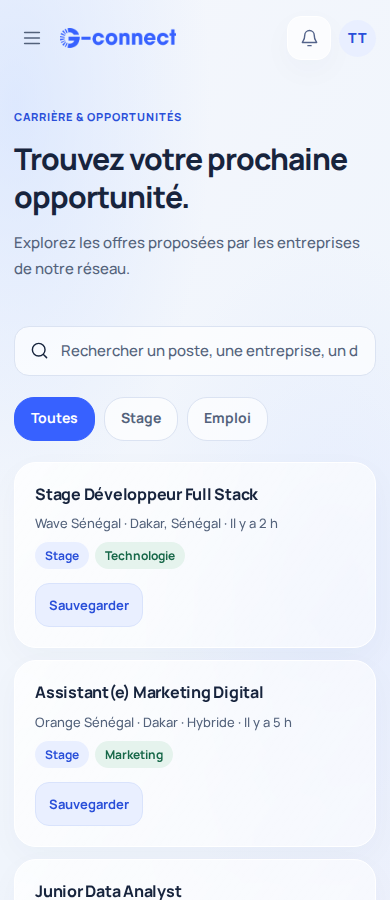 G-connect
TT
CARRIÈRE & OPPORTUNITÉS
Trouvez votre prochaine
opportunité.
Explorez les offres proposées par les entreprises
de notre réseau.
Rechercher un poste, une entreprise, un d
Toutes
Stage
Emploi
Stage Développeur Full Stack
Wave Sénégal · Dakar, Sénégal · Il y a 2 h
Stage
Technologie
Sauvegarder
Assistant(e) Marketing Digital
Orange Sénégal · Dakar · Hybride · Il y a 5 h
Stage
Marketing
Sauvegarder
Junior Data Analyst